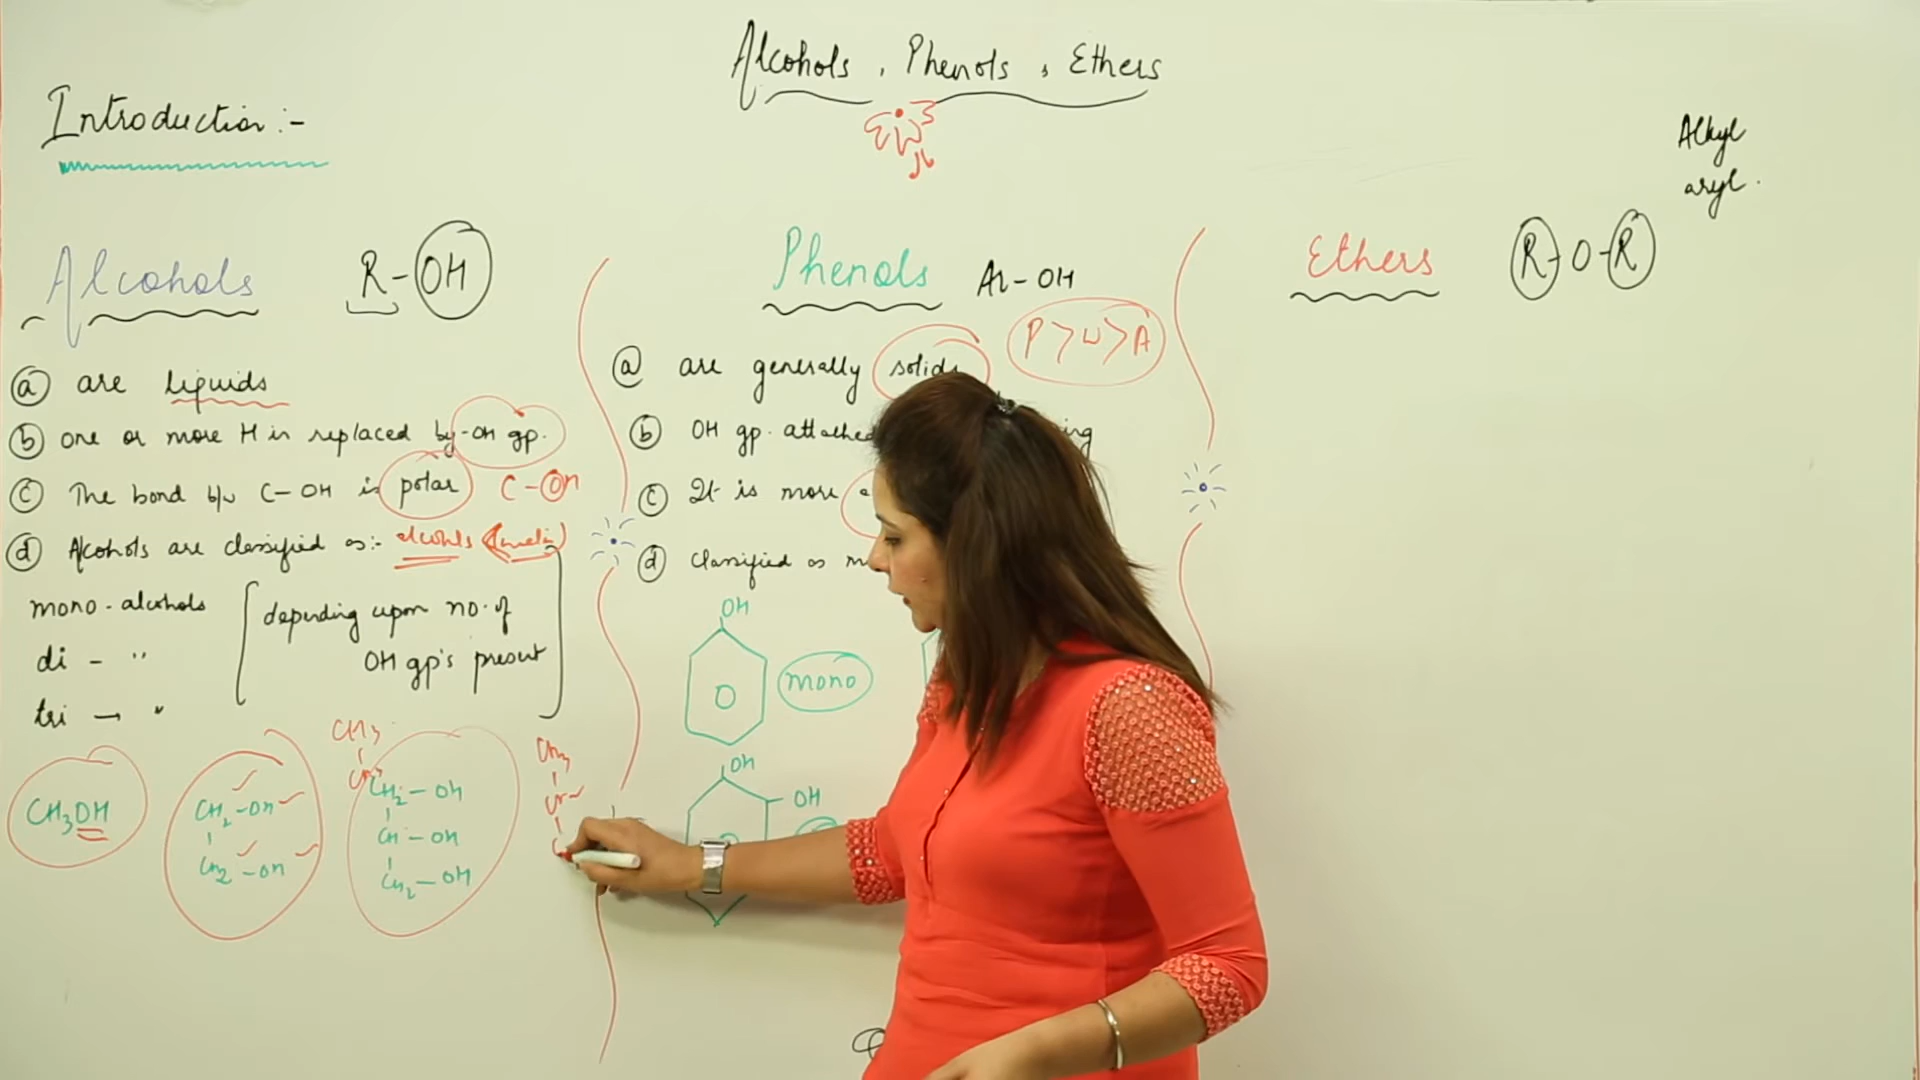 Alcohols, Phenols, Ethers
Introduction:-
Alkyl
aryl.
Alcohols R-OH
(a) are liquids
(b) one or more H is replaced by -OH gp.
(c) The bond b/w C-OH is polar C-OH
(d) Alcohols are classified as:- alcohols
mono-alcohols [depending upon no. of
di - " OH gp's present]
tri - "
CH3OH
CH2-OH
CH2-OH
CH3
CH2-OH
CH-OH
CH2-OH
CH3
Phenols Ar-OH
P>W>A
(a) are generally solids
(b) OH gp. attached
(c) It is more
(d) Classified as
OH
mono
OH
OH
Ethers R-O-R